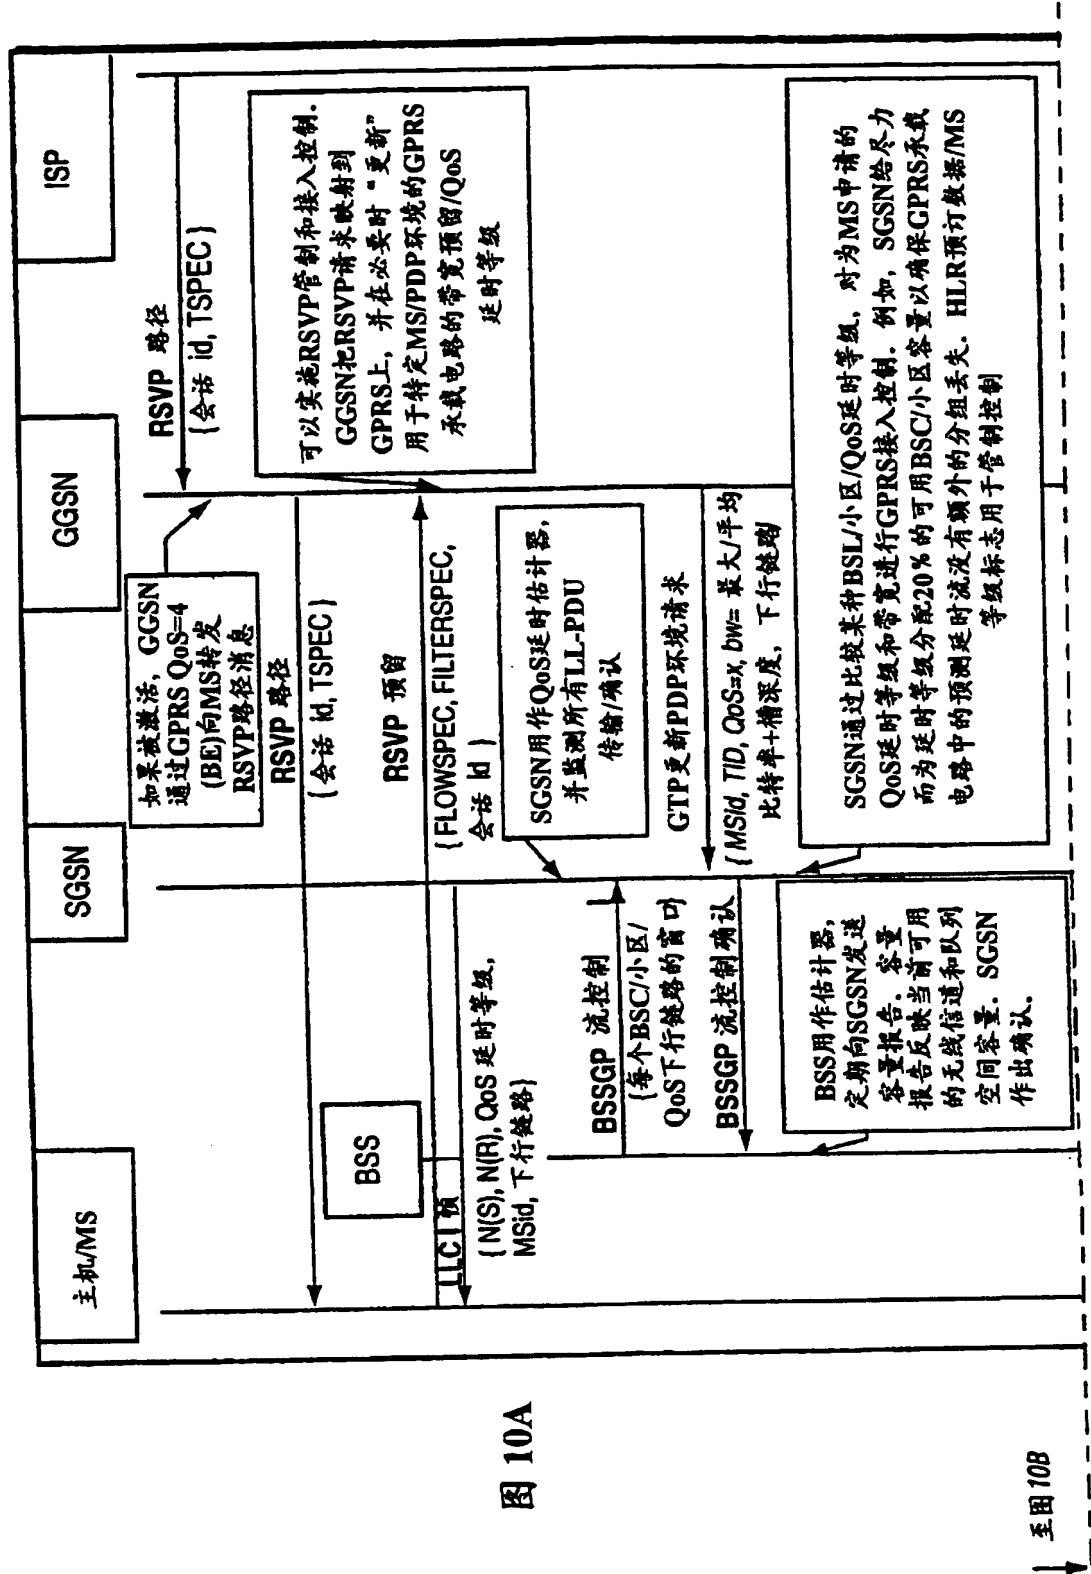 主机/MS
SGSN
GGSN
ISP
RSVP 路径
{会话 id, TSPEC}
如果被激活, GGSN
通过GPRS QoS=4
(BE)向MS转发
RSVP路径消息
可以实施RSVP管制和接入控制.
GGSN把RSVP请求映射到
GPRS上, 并在必要时“更新”
用于特定MS/PDP环境的GPRS
承载电路的带宽预留/QoS
延时等级
RSVP 路径
{会话 id, TSPEC}
BSS
RSVP 预留
{FLOWSPEC, FILTERSPEC,
会话 Id }
LLC I 帧
{N(S), N(R), QoS 延时等级,
MSid, 下行链路}
SGSN用作QoS延时估计器,
并监测所有LL-PDU
传输/确认
BSSGP 流控制
{每个BSC/小区/
QoS下行链路的窗口}
GTP更新PDP环境请求
{MSId, TID, QoS=x, bw= 最大/平均
比特率+槽深度, 下行链路}
BSSGP 流控制确认
BSS用作估计器,
定期向SGSN发送
容量报告. 容量
报告反映当前可用
的无线信道和队列
空间容量. SGSN
作出确认.
SGSN通过比较某种BSL/小区/QoS延时等级, 对为MS申请的
QoS延时等级和带宽进行GPRS接入控制. 例如, SGSN给尽力
而为延时等级分配20%的可用BSC/小区容量以确保GPRS承载
电路中的预测延时流没有额外的分组丢失. HLR预订数据/MS
等级标志用于管制控制
图 10A
至图10B